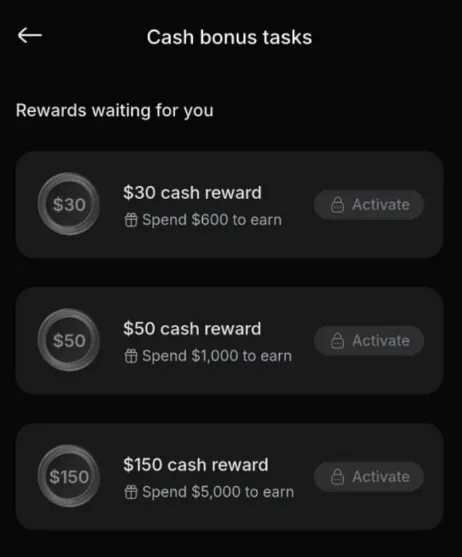 Cash bonus tasks
Rewards waiting for you
$30
$30 cash reward
Spend $600 to earn
Activate
$50
$50 cash reward
Spend $1,000 to earn
Activate
$150
$150 cash reward
Spend $5,000 to earn
Activate